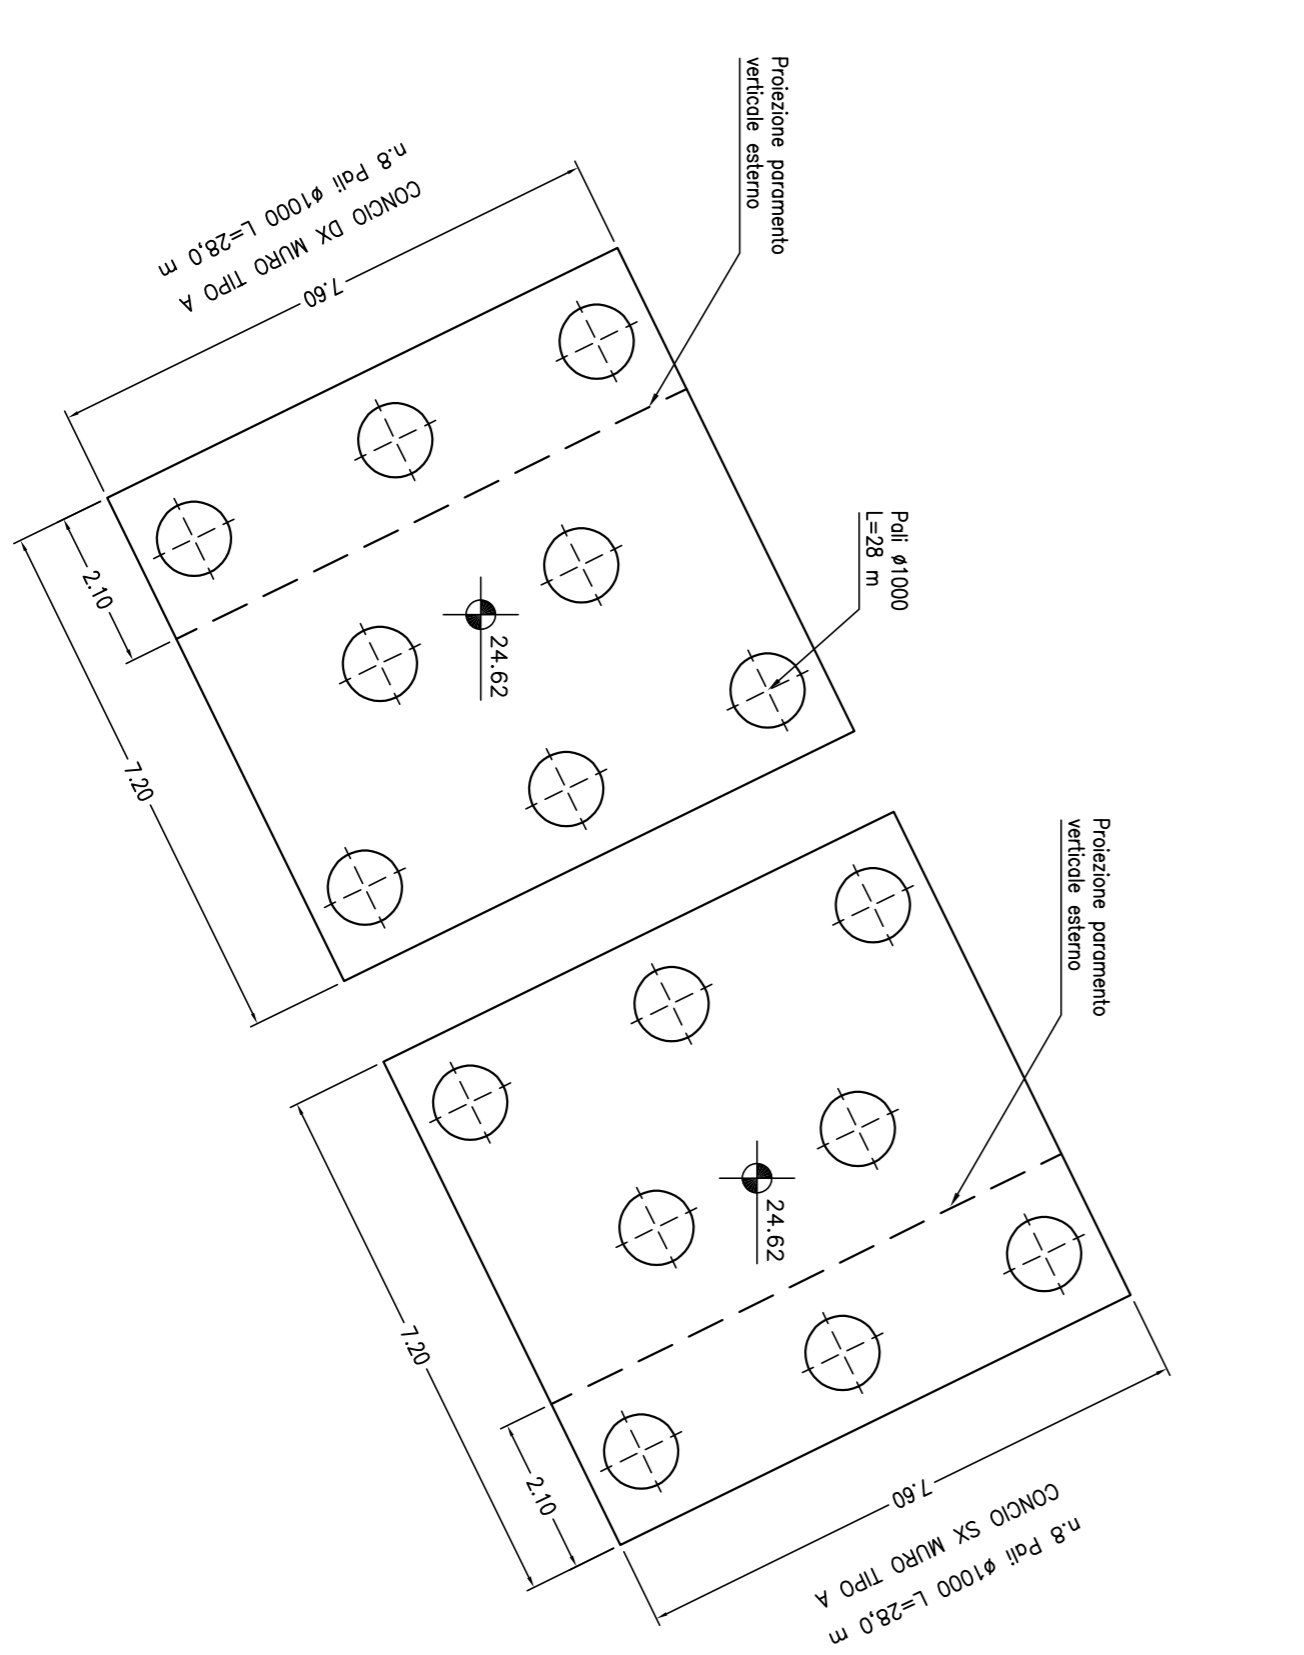 Proiezione paramento
verticale esterno
CONCIO DX MURO TIPO A
n.8 Pali ø1000 L=28,0 m
7.60
2.10
7.20
24.62
Pali ø1000
L=28 m
Proiezione paramento
verticale esterno
24.62
7.20
2.10
7.60
CONCIO SX MURO TIPO A
n.8 Pali ø1000 L=28,0 m